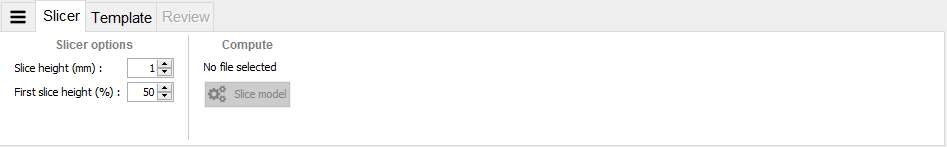 Slicer Template Review
Slicer options
Slice height (mm) : 1
First slice height (%) : 50
Compute
No file selected
Slice model